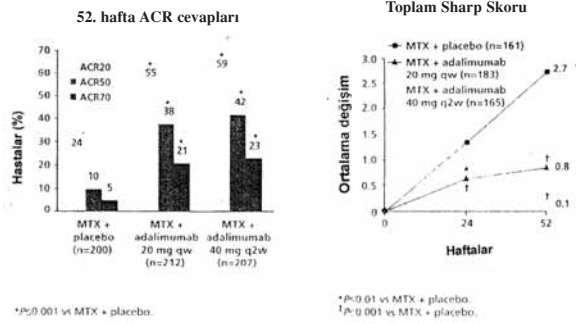 52. hafta ACR cevapları
Hastalar (%)
70
60
50
40
30
20
10
0
ACR20
ACR50
ACR70
24
10
5
*
55
*
38
*
21
*
59
*
42
*
23
MTX +
placebo
(n=200)
MTX +
adalimumab
20 mg qw
(n=212)
MTX +
adalimumab
40 mg q2w
(n=207)
*P≤0.001 vs MTX + placebo.
Toplam Sharp Skoru
Ortalama değişim
3.0
2.5
2.0
1.5
1.0
0.5
0
MTX + placebo (n=161)
MTX + adalimumab
20 mg qw (n=183)
MTX + adalimumab
40 mg q2w (n=165)
2.7
*
†
†
0.8
†
0.1
0
24
52
Haftalar
*P<0.01 vs MTX + placebo.
†P≤0.001 vs MTX + placebo.